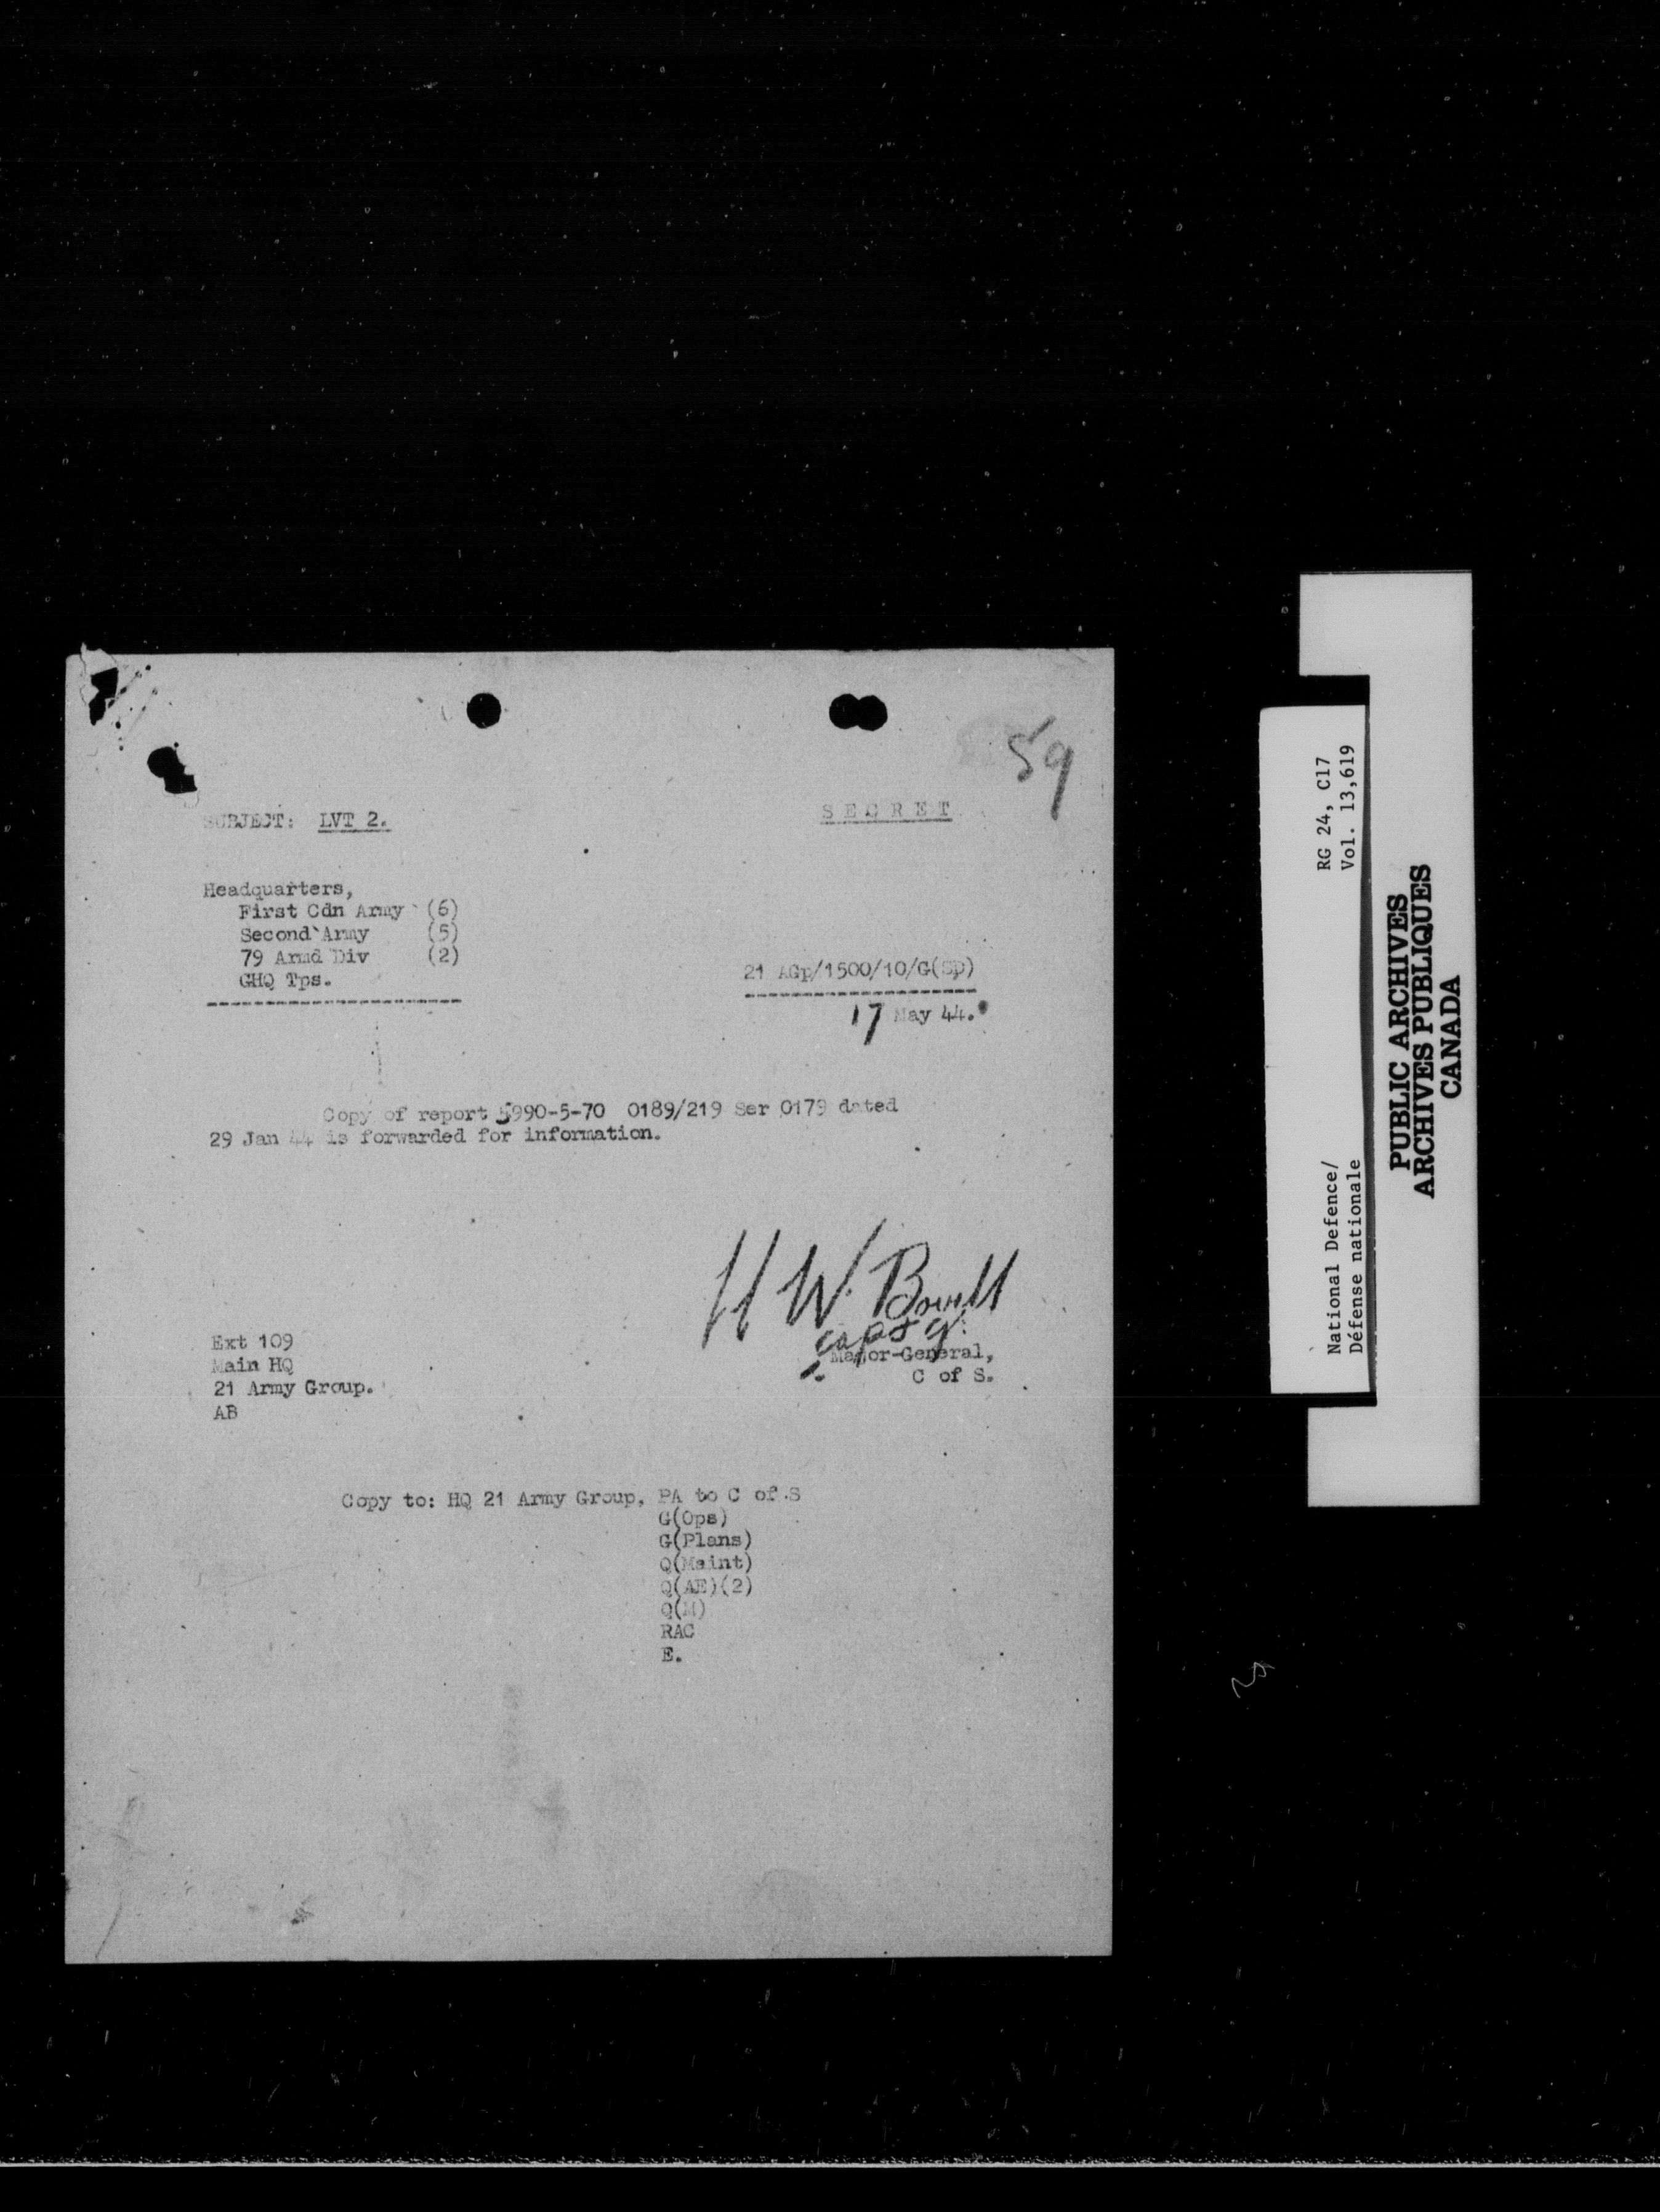 59
SUBJECT: LVT 2.
SECRET
Headquarters,
First Cdn Army (6)
Second Army (5)
79 Armd Div (2)
GHQ Tps.
21 AGp/1500/10/G(SD)
17 May 44.
Copy of report 5990-5-70 0189/219 Ser 0179 dated
29 Jan 44 is forwarded for information.
H W
Capt
Major-General,
C of S.
Ext 109
Main HQ
21 Army Group.
AB
Copy to: HQ 21 Army Group, PA to C of S
G(Ops)
G(Plans)
Q(Maint)
Q(AE)(2)
Q(M)
RAC
E.
National Defence/
Défense nationale
RG 24, C17
Vol. 13,619
PUBLIC ARCHIVES
ARCHIVES PUBLIQUES
CANADA